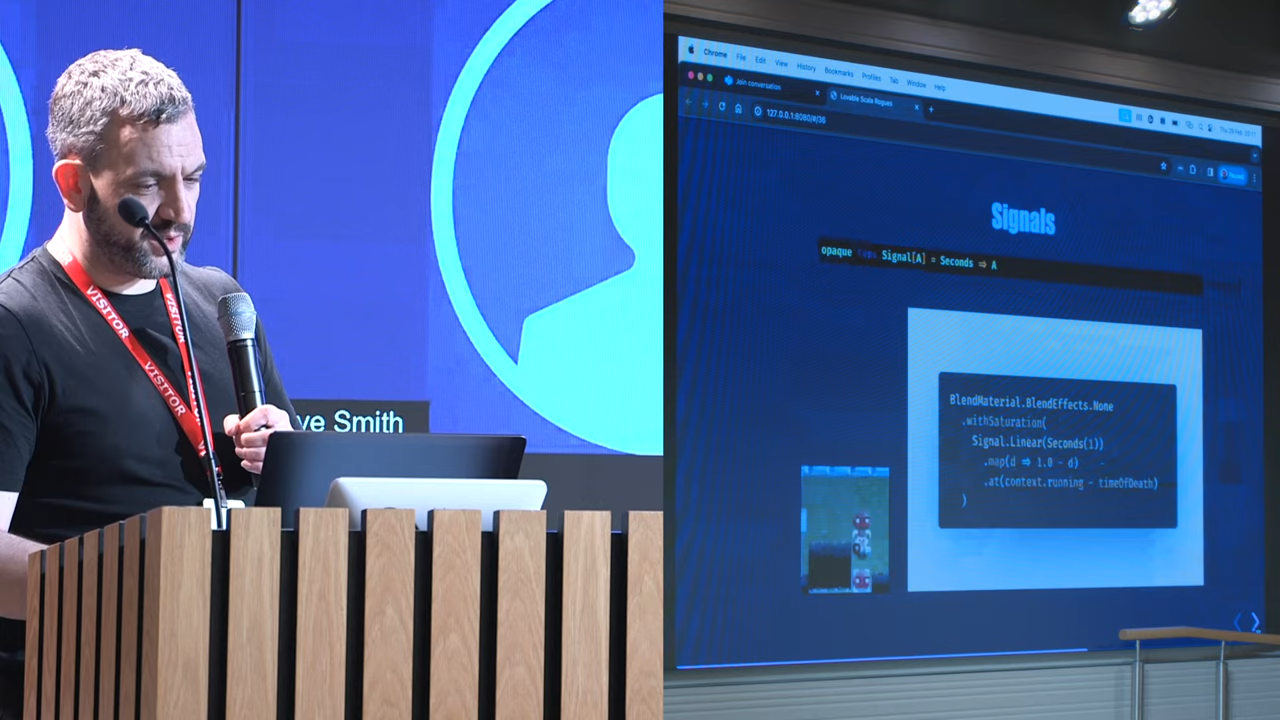 VISITOR
VISITOR
VISITOR
ve Smith
Chrome File Edit View History Bookmarks Profiles Tab Window Help
Join conversation
Lovable Scala Rogues
127.0.0.1:8080/#/36
Signals
opaque type Signal[A] = Seconds => A
BlendMaterial.BlendEffects.None
.withSaturation(
Signal.Linear(Seconds(1))
.map(d => 1.0 - d)
.at(context.running - timeOfDeath)
)